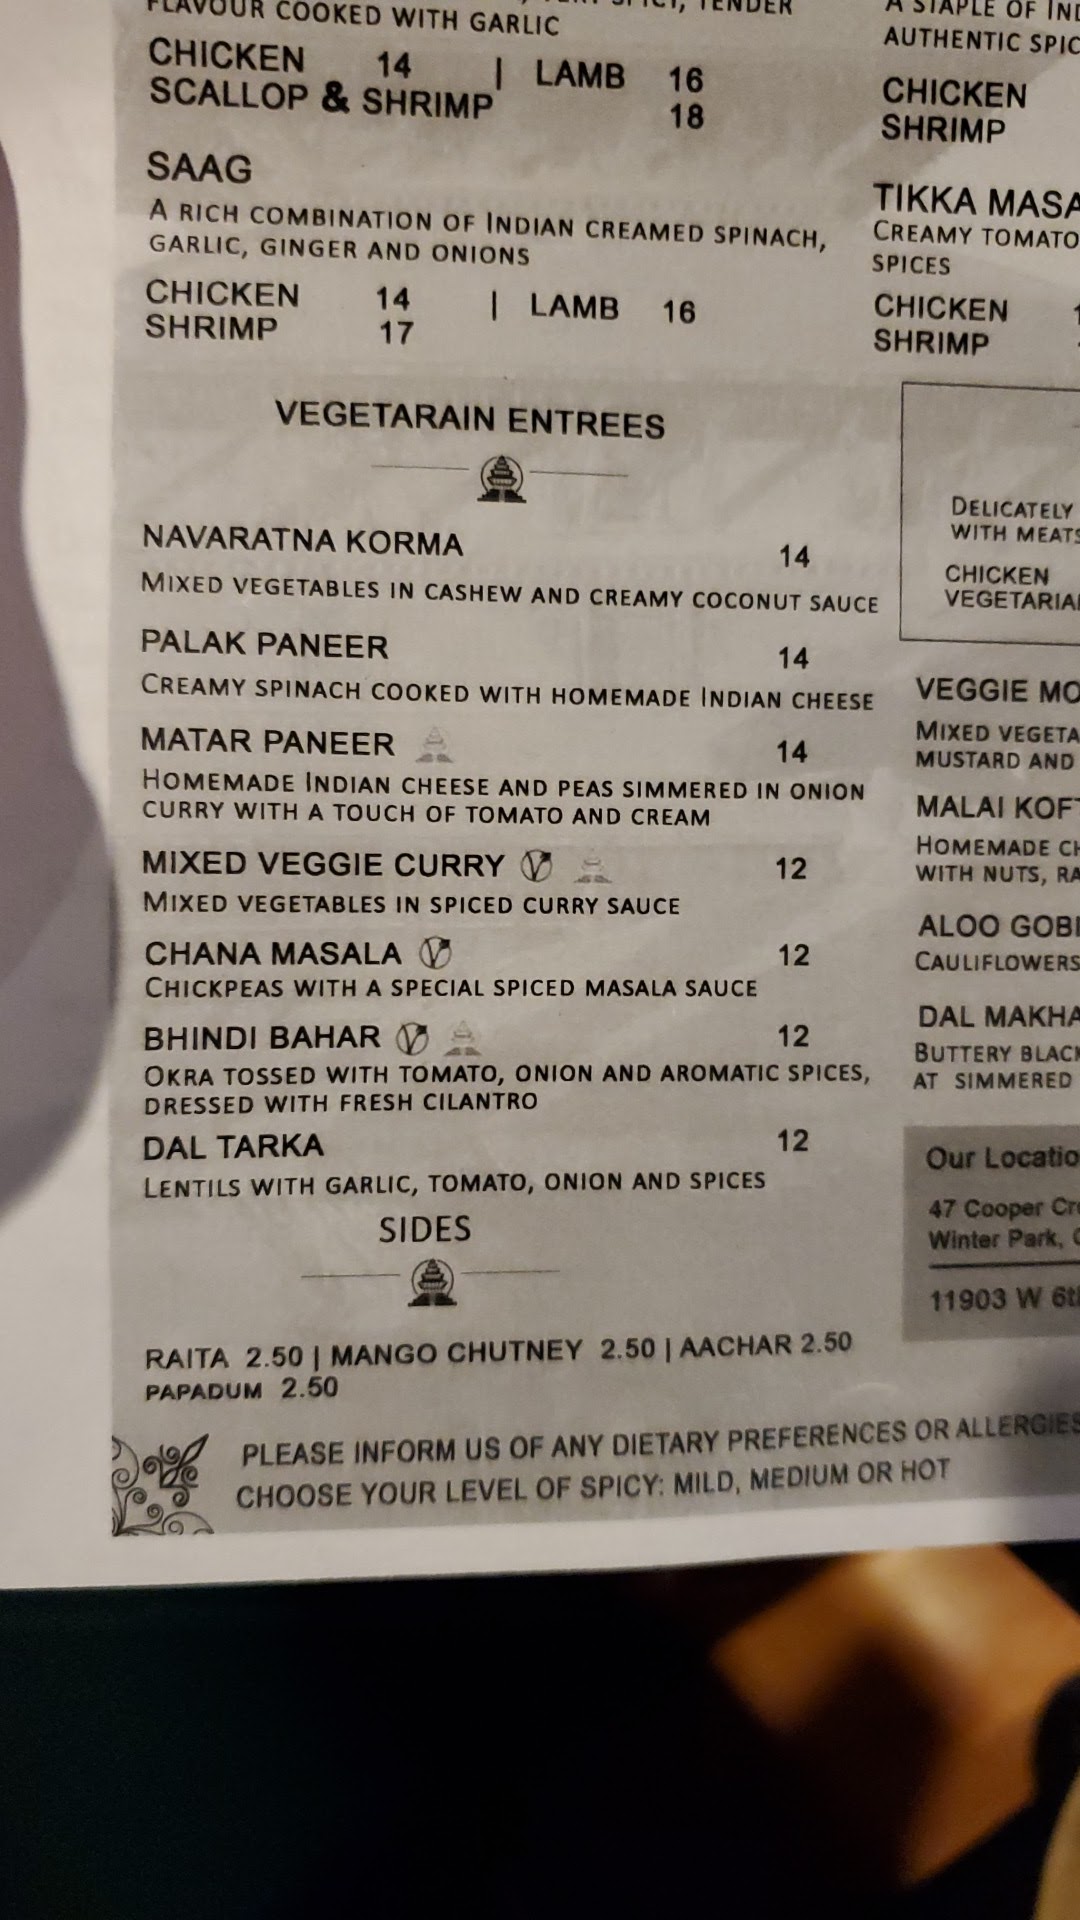 FLAVOUR COOKED WITH GARLIC
CHICKEN 14 | LAMB 16
SCALLOP & SHRIMP 18
SAAG
A RICH COMBINATION OF INDIAN CREAMED SPINACH,
GARLIC, GINGER AND ONIONS
CHICKEN 14 | LAMB 16
SHRIMP 17
VEGETARAIN ENTREES
NAVARATNA KORMA 14
MIXED VEGETABLES IN CASHEW AND CREAMY COCONUT SAUCE
PALAK PANEER 14
CREAMY SPINACH COOKED WITH HOMEMADE INDIAN CHEESE
MATAR PANEER 14
HOMEMADE INDIAN CHEESE AND PEAS SIMMERED IN ONION
CURRY WITH A TOUCH OF TOMATO AND CREAM
MIXED VEGGIE CURRY V 12
MIXED VEGETABLES IN SPICED CURRY SAUCE
CHANA MASALA V 12
CHICKPEAS WITH A SPECIAL SPICED MASALA SAUCE
BHINDI BAHAR V 12
OKRA TOSSED WITH TOMATO, ONION AND AROMATIC SPICES,
DRESSED WITH FRESH CILANTRO
DAL TARKA 12
LENTILS WITH GARLIC, TOMATO, ONION AND SPICES
SIDES
RAITA 2.50 | MANGO CHUTNEY 2.50 | AACHAR 2.50
PAPADUM 2.50
PLEASE INFORM US OF ANY DIETARY PREFERENCES OR ALLERGIES
CHOOSE YOUR LEVEL OF SPICY: MILD, MEDIUM OR HOT
A STAPLE OF
AUTHENTIC
CHICKEN
SHRIMP
TIKKA
CREAMY TOMATO
SPICES
CHICKEN
SHRIMP
DELICATELY
WITH MEATS
CHICKEN
VEGGIE
MIXED
MUSTARD AND
MALAI
HOMEMADE
WITH NUTS,
ALOO GOBI
CAULIFLOWERS
DAL
BUTTERY
AT SIMMERED
Our
47 Cooper
Winter Park,
11903 W